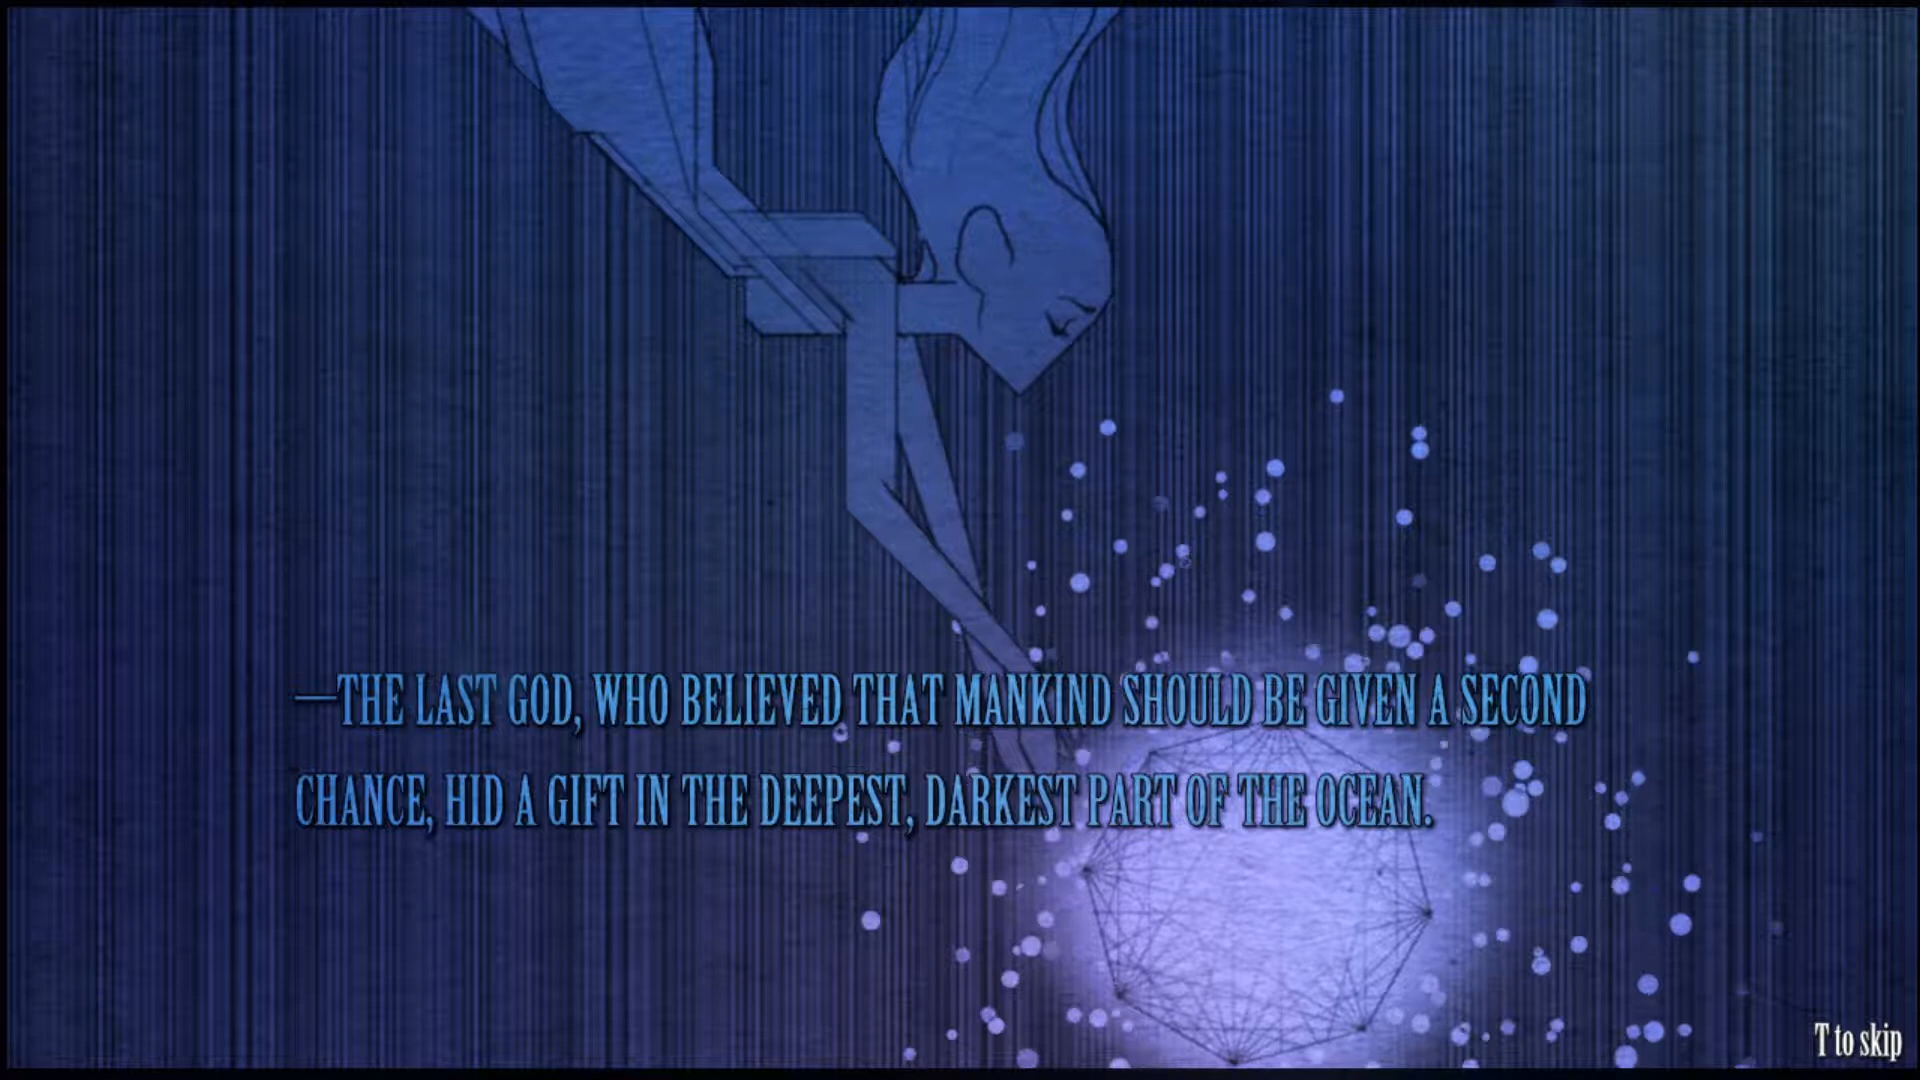 —THE LAST GOD, WHO BELIEVED THAT MANKIND SHOULD BE GIVEN A SECOND
CHANCE, HID A GIFT IN THE DEEPEST, DARKEST PART OF THE OCEAN.
T to skip